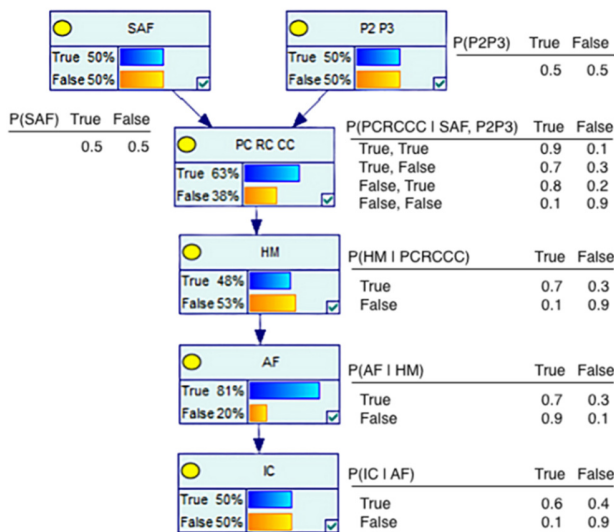 SAF
True 50%
False 50%
P2 P3
True 50%
False 50%
P(P2P3) True False
0.5 0.5
P(SAF) True False
0.5 0.5
PC RC CC
True 63%
False 38%
P(PCRCCC | SAF, P2P3) True False
True, True 0.9 0.1
True, False 0.7 0.3
False, True 0.8 0.2
False, False 0.1 0.9
HM
True 48%
False 53%
P(HM | PCRCCC) True False
True 0.7 0.3
False 0.1 0.9
AF
True 81%
False 20%
P(AF | HM) True False
True 0.7 0.3
False 0.9 0.1
IC
True 50%
False 50%
P(IC | AF) True False
True 0.6 0.4
False 0.1 0.9